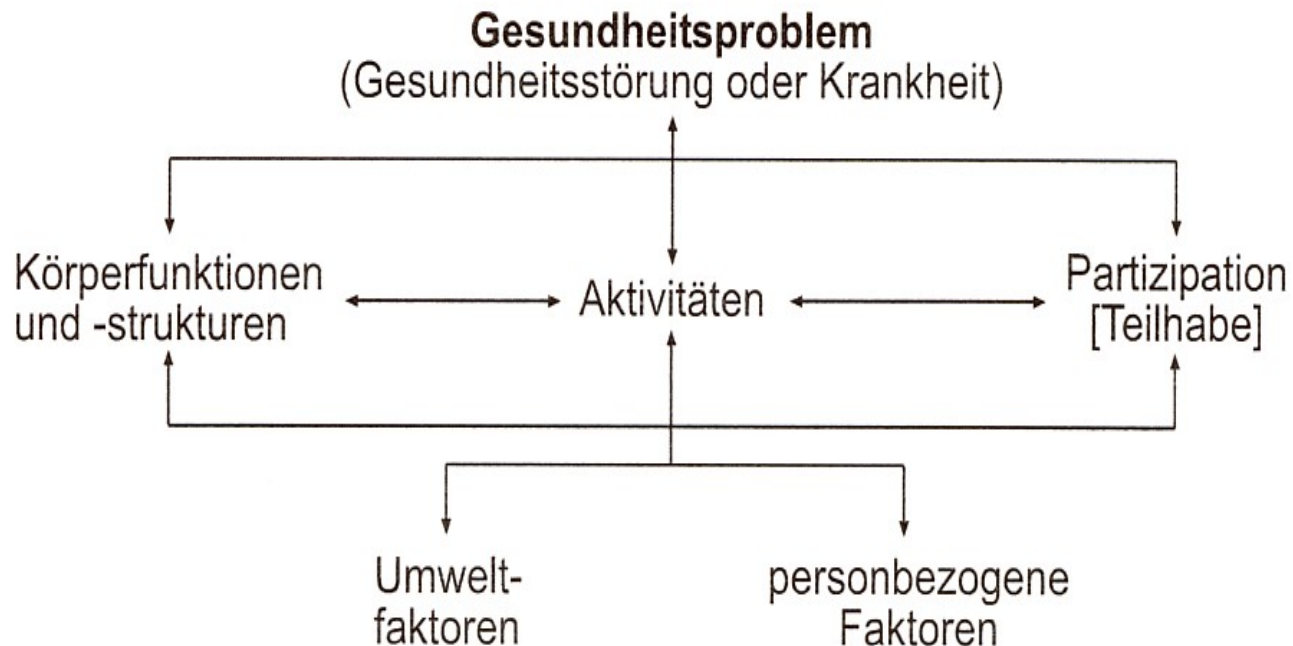 Gesundheitsproblem
(Gesundheitsstörung oder Krankheit)
Körperfunktionen
und -strukturen
Aktivitäten
Partizipation
[Teilhabe]
Umwelt-
faktoren
personbezogene
Faktoren